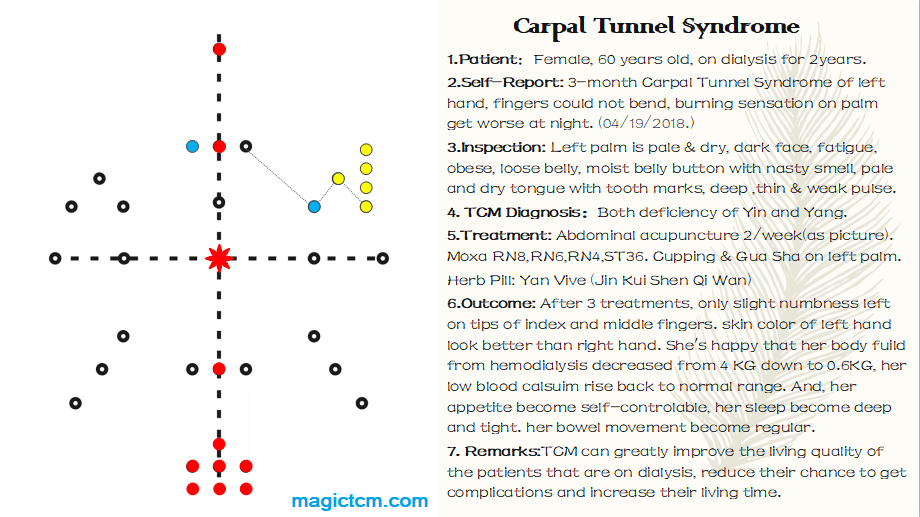 Carpal Tunnel Syndrome
1.Patient: Female, 60 years old, on dialysis for 2years.
2.Self-Report: 3-month Garpal Tunnel Syndrome of left
hand, fingers could not bend, burning sensation on palm
get worse at night. (04/19/2018.)
3.Inspection: Left palm is pale & dry, dark face, fatigue,
obese, loose belly, moist belly button with nasty smell, pale
and dry tongue with tooth marks, deep ,thin & weak pulse.
4. TCM Diagnosis: Both deficency of Yin and Yang.
5.Treatment: Abdominal acupuncture 2/week(as picture).
Moxa RN8,RN6,RN4,ST36. Cupping & Gua Sha on left palm.
Herb Pill: Yan Vive (Jin Kui Shen Qi Wan)
6.Outcome: After 3 treatments, only slight numbness left
on tips of index and middle fingers. skin color of left hand
look better than right hand. She's happy that her body fuild
from hemodialysis decreased from 4 KG down to 0.6KG, her
low blood calsuim rise back to normal range. And, her
appetite become self-controlable, her sleep become deep
and tight. her bowel movement become regular.
7. Remarks:TCM can greatly improve the living quality of
the patients that are on dialysis, reduce their chance to get
complications and increase their living time.
magictcm.com